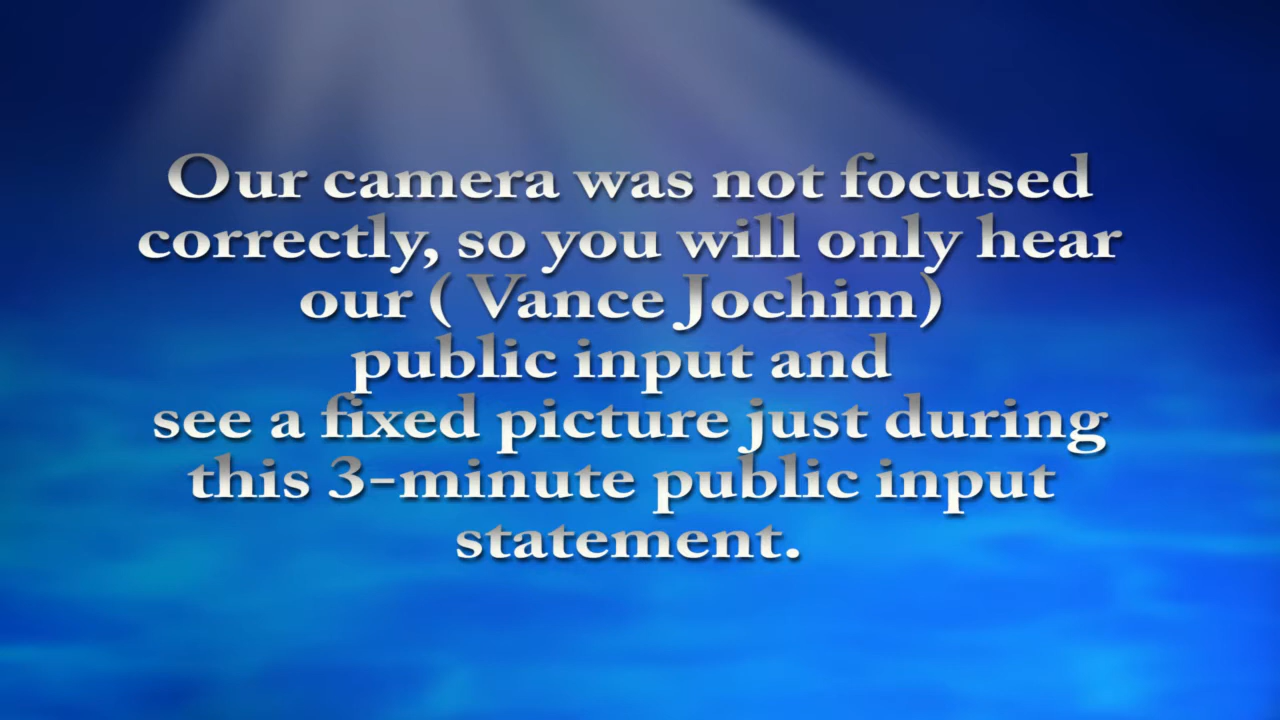 Our camera was not focused
correctly, so you will only hear
our ( Vance Jochim)
public input and
see a fixed picture just during
this 3-minute public input
statement.